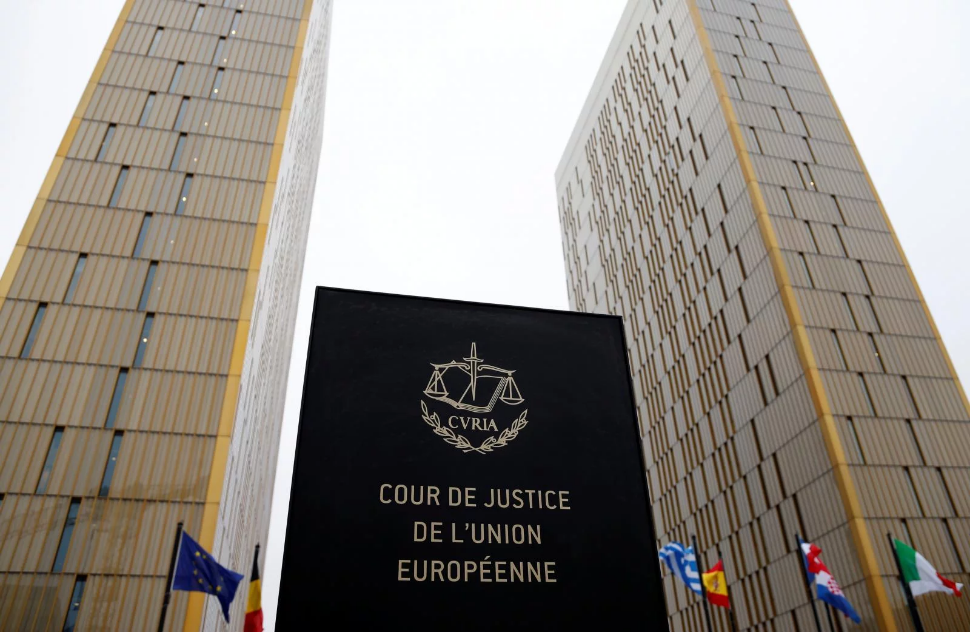 CVRIA
COUR DE JUSTICE
DE L'UNION
EUROPÉENNE